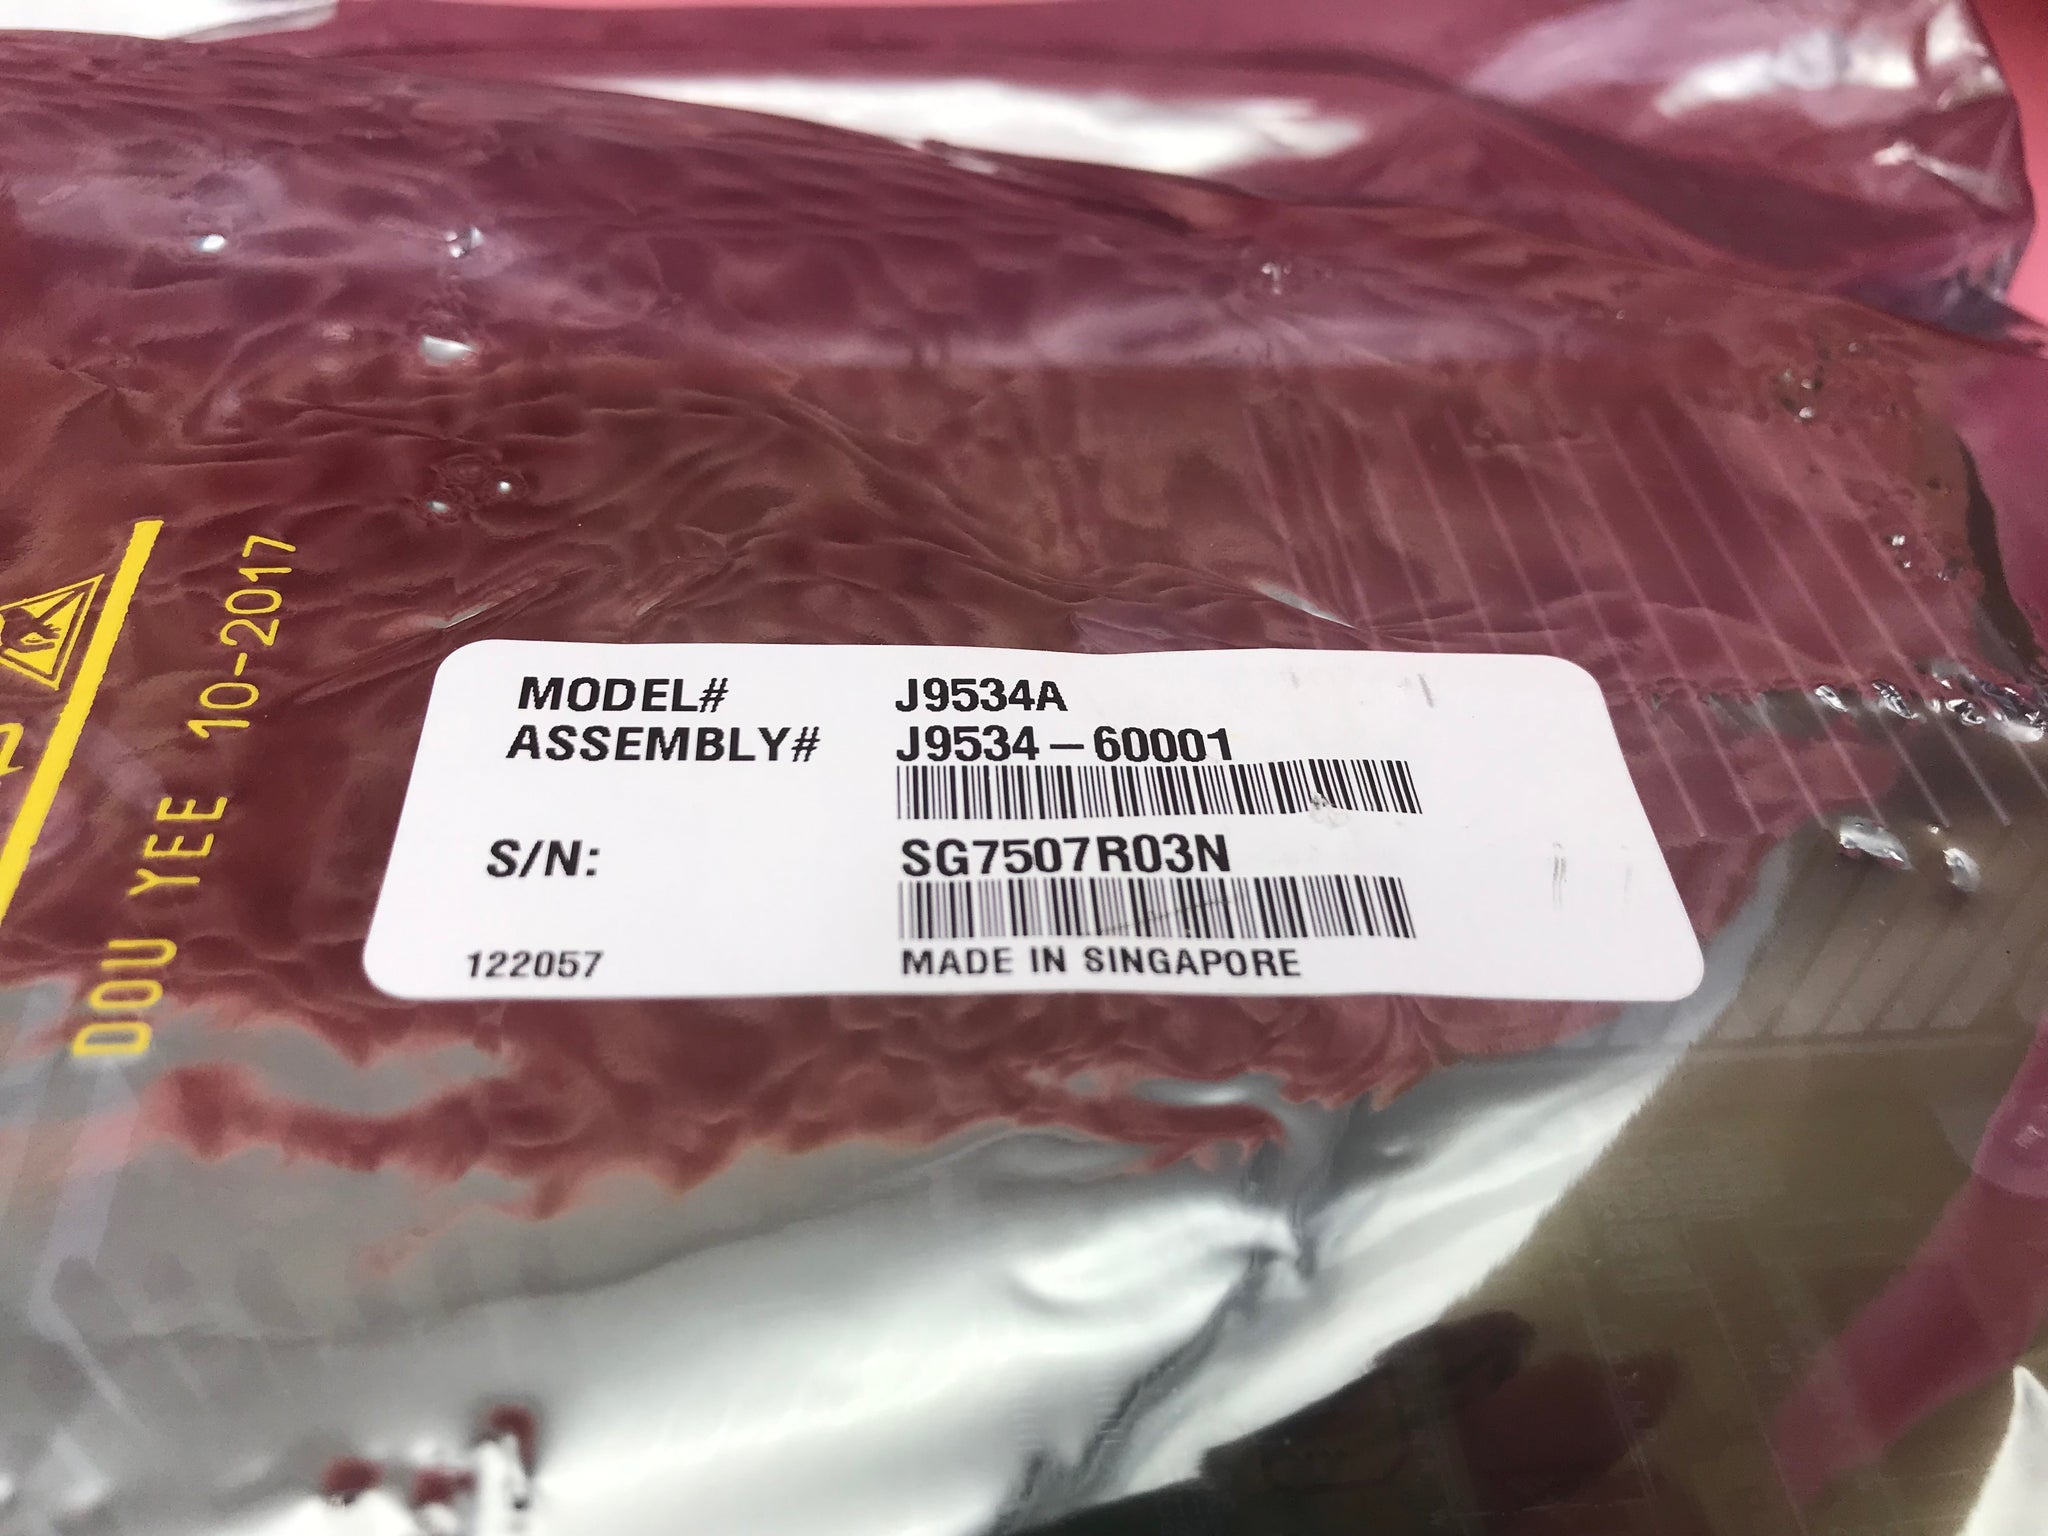 MODEL# J9534A
ASSEMBLY# J9534-60001
S/N: SG7507R03N
122057 MADE IN SINGAPORE
DOU YEE 10-2017